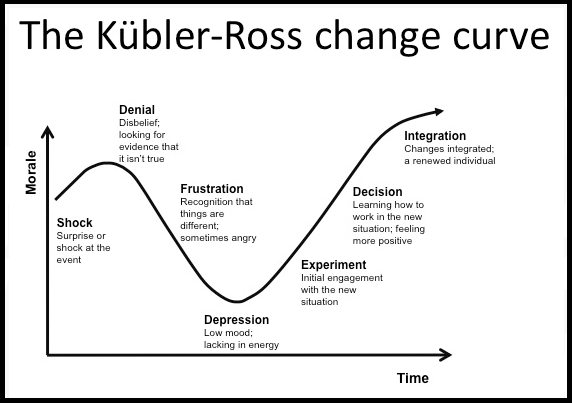 The Kübler-Ross change curve
Denial
Disbelief;
looking for
evidence that
it isn't true
Morale
Frustration
Recognition that
things are
different;
sometimes angry
Shock
Surprise or
shock at the
event
Integration
Changes integrated;
a renewed individual
Decision
Learning how to
work in the new
situation; feeling
more positive
Experiment
Initial engagement
with the new
situation
Depression
Low mood;
lacking in energy
Time